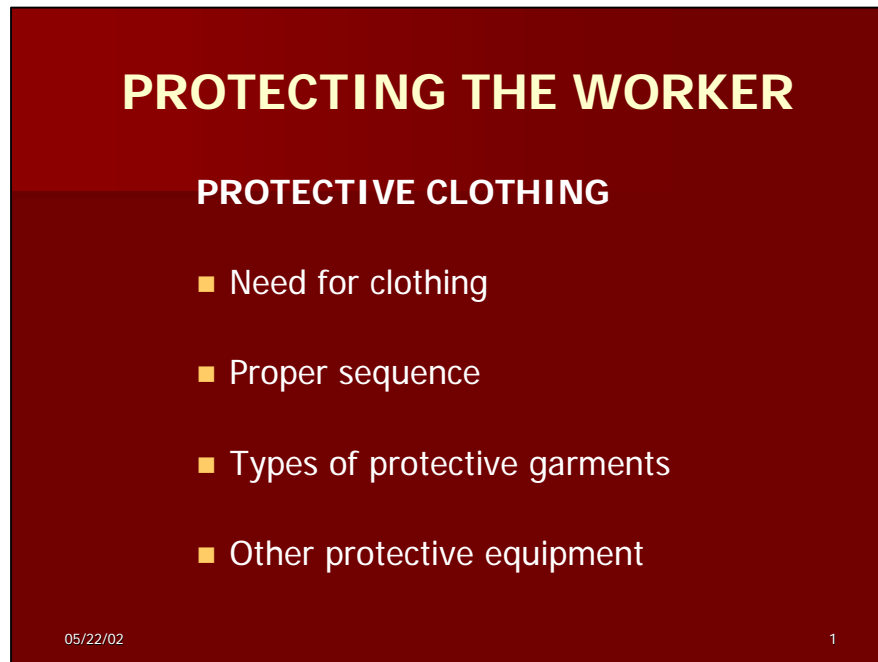 PROTECTING THE WORKER
PROTECTIVE CLOTHING
Need for clothing
Proper sequence
Types of protective garments
Other protective equipment
05/22/02
1